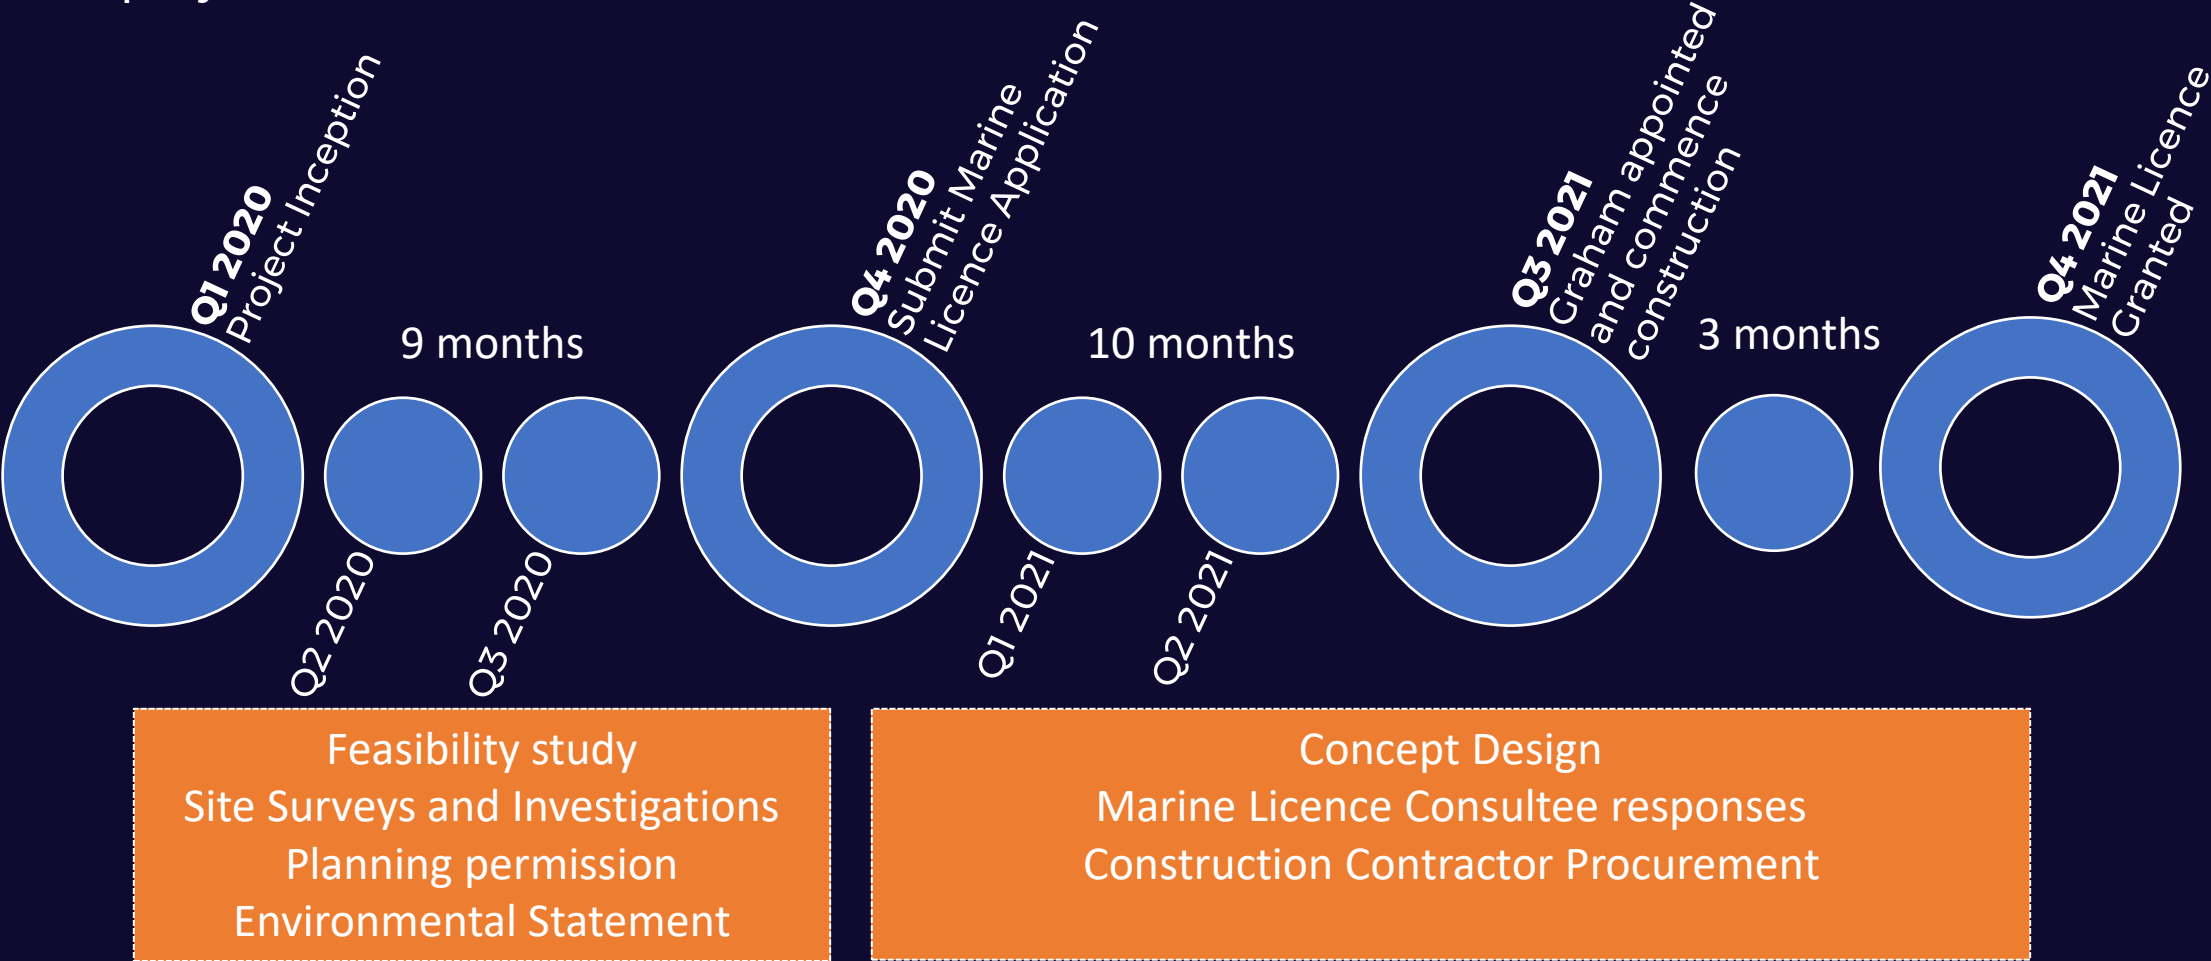 Q1 2020
Project Inception
9 months
Q4 2020
Submit Marine
Licence Application
10 months
Q3 2021
Graham appointed
and commence
construction
3 months
Q4 2021
Marine Licence
Granted
Q2 2020
Q3 2020
Q1 2021
Q2 2021
Feasibility study
Site Surveys and Investigations
Planning permission
Environmental Statement
Concept Design
Marine Licence Consultee responses
Construction Contractor Procurement